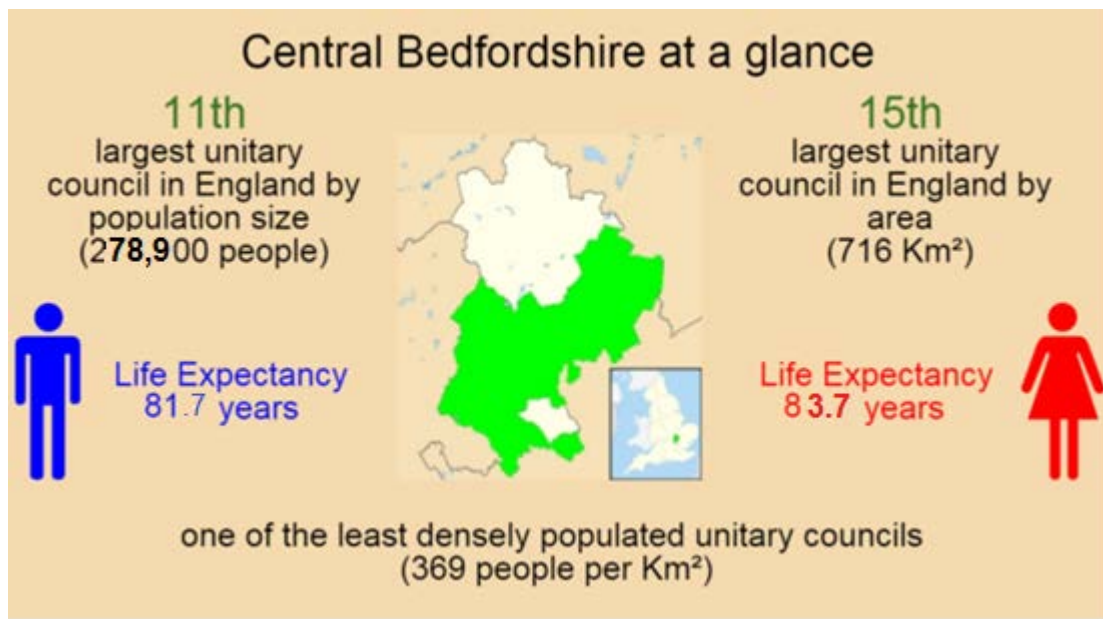 Central Bedfordshire at a glance
11th
largest unitary
council in England by
population size
(278,900 people)
15th
largest unitary
council in England by
area
(716 Km²)
Life Expectancy
81.7 years
Life Expectancy
83.7 years
one of the least densely populated unitary councils
(369 people per Km²)